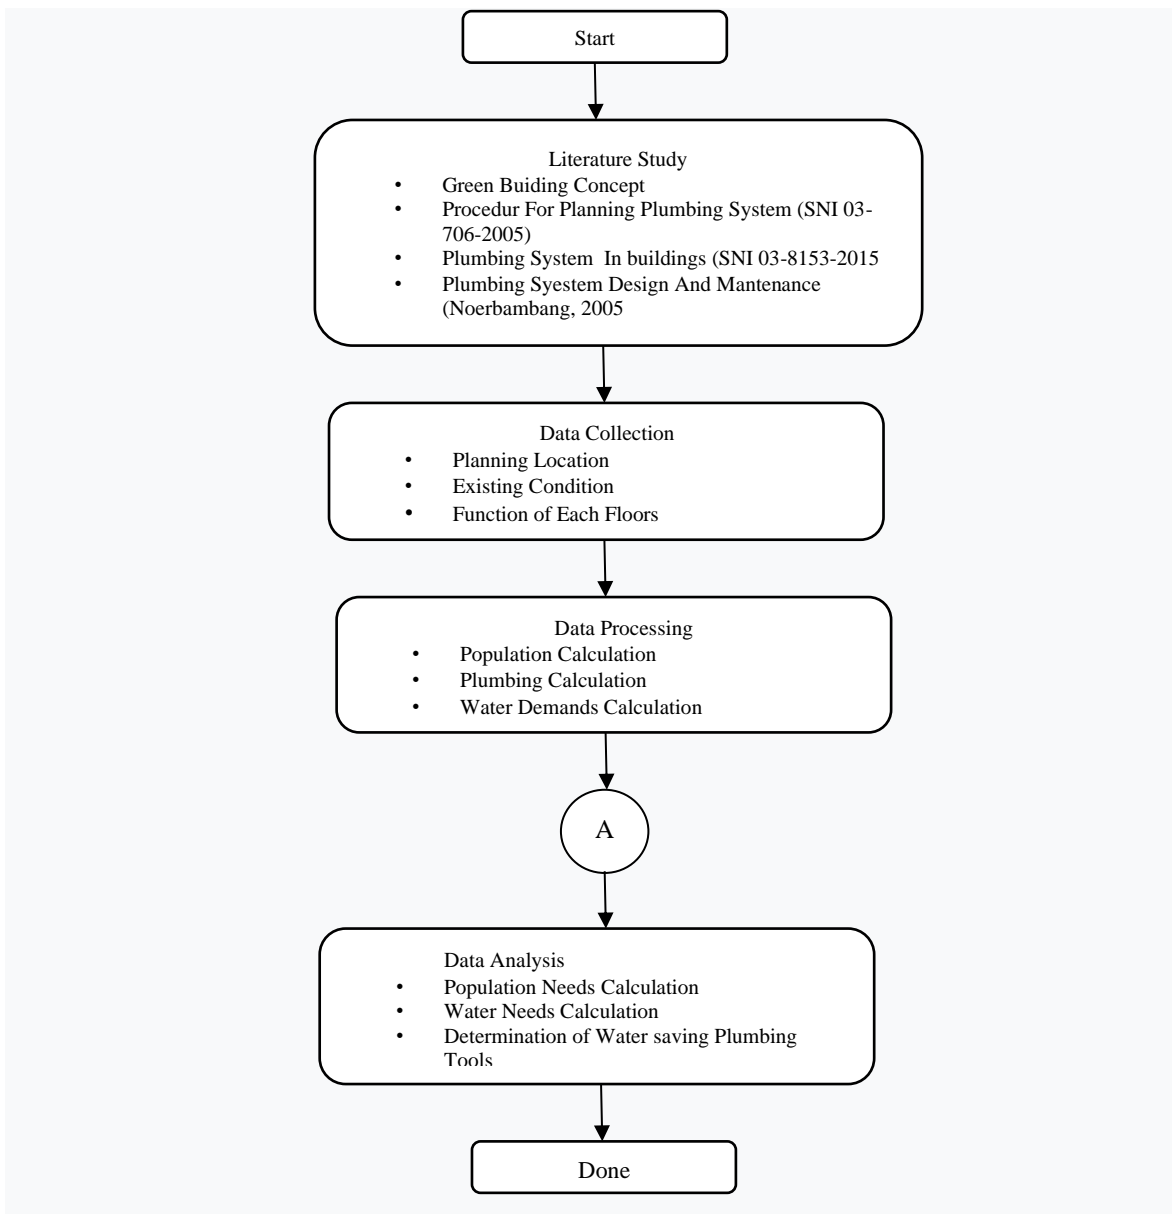 Start
Literature Study
• Green Buiding Concept
• Procedur For Planning Plumbing System (SNI 03-
706-2005)
• Plumbing System In buildings (SNI 03-8153-2015
• Plumbing Syestem Design And Mantenance
(Noerbambang, 2005
Data Collection
• Planning Location
• Existing Condition
• Function of Each Floors
Data Processing
• Population Calculation
• Plumbing Calculation
• Water Demands Calculation
A
Data Analysis
• Population Needs Calculation
• Water Needs Calculation
• Determination of Water saving Plumbing
Tools
Done